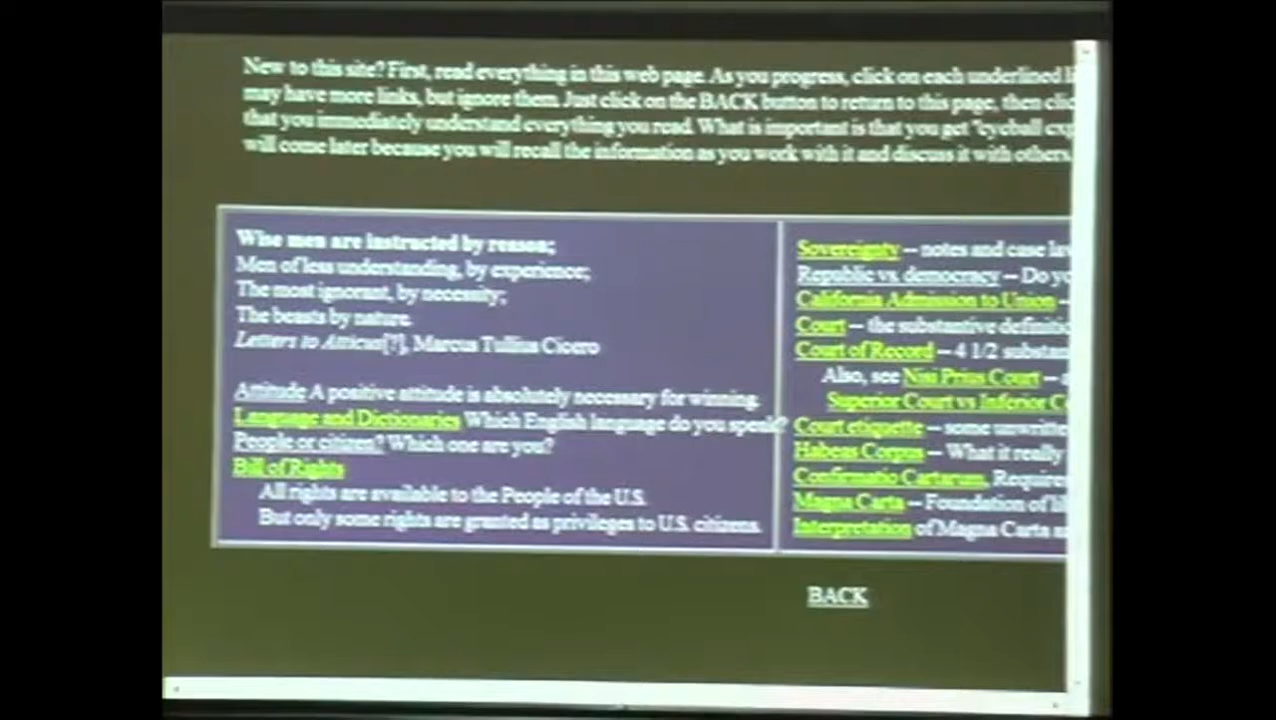 New to this site? First, read everything in this web page. As you progress, click on each underlined
may have more links, but ignore them. Just click on the BACK button to return to this page, then
that you immediately understand everything you read. What is important is that you get "eyeball
will come later because you will recall the information as you work with it and discuss it with others.
Wise men are instructed by reason;
Men of less understanding, by experience;
The most ignorant, by necessity;
The beasts by nature.
Letters to Atticus[?], Marcus Tullius Cicero
Attitude A positive attitude is absolutely necessary for winning.
Language and Dictionaries Which English language do you speak?
People or citizen? Which one are you?
Bill of Rights
All rights are available to the People of the U.S.
But only some rights are granted as privileges to U.S. citizens.
Sovereignty – notes and case
Republic vs. democracy – Do
California Admission to Union –
Court – the substantive
Court of Record – 4 1/2
Also, see Nisi Prius Court –
Superior Court vs Inferior
Court etiquette – some
Habeas Corpus – What it really
Confirmatio Cartarum,
Magna Carta – Foundation of
Interpretation of Magna Carta
BACK